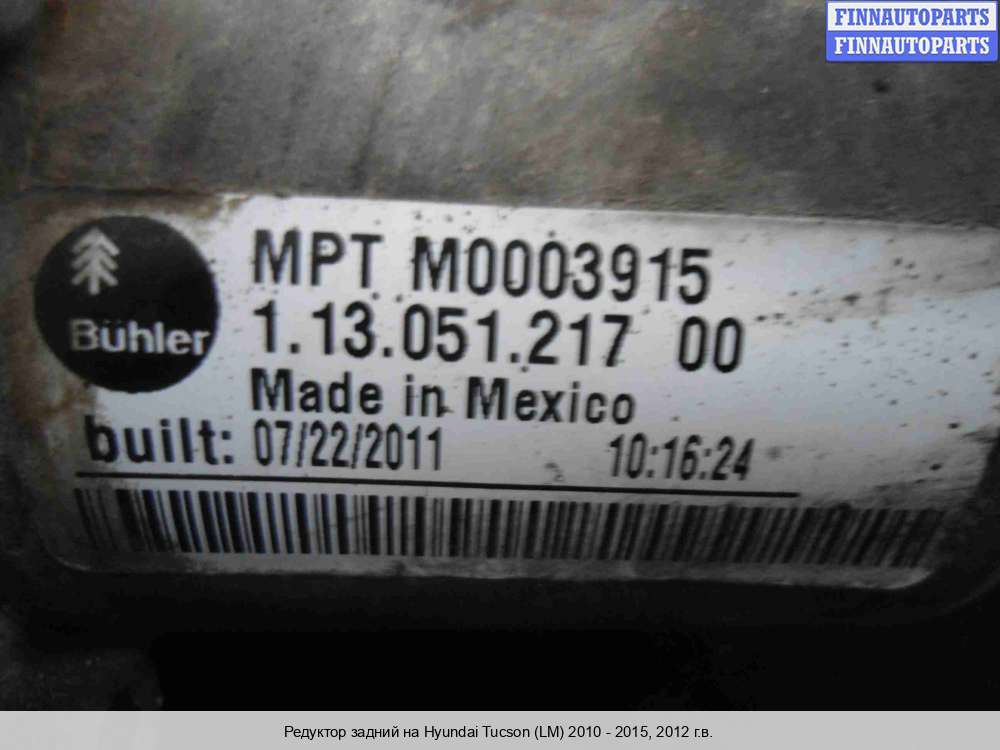 FINNAUTOPARTS
FINNAUTOPARTS
Bühler
MPT M0003915
1.13.051.217 00
Made in Mexico
built: 07/22/2011 10:16:24
Редуктор задний на Hyundai Tucson (LM) 2010 - 2015, 2012 г.в.